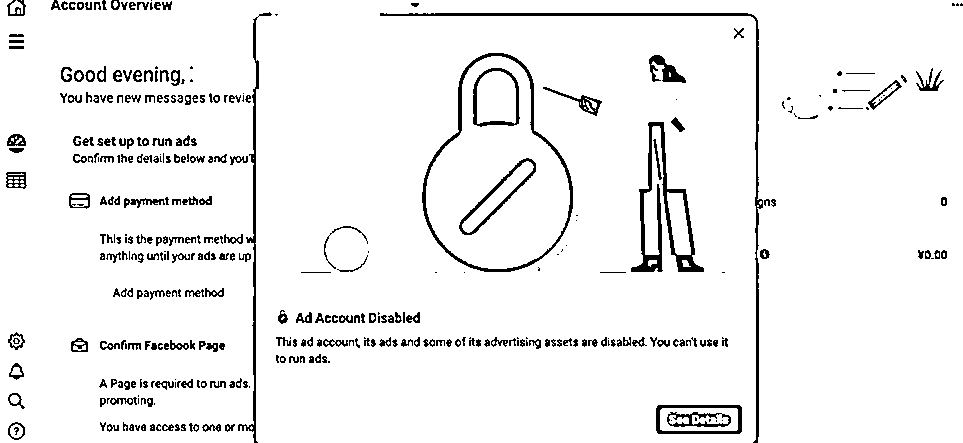 Account Overview
Good evening, :
You have new messages to review
Get set up to run ads
Confirm the details below and you'l
Add payment method
This is the payment method w
anything until your ads are up
Add payment method
Confirm Facebook Page
A Page is required to run ads.
promoting.
You have access to one or mo
Ad Account Disabled
This ad account, its ads and some of its advertising assets are disabled. You can't use it
to run ads.
See Details
gns 0
¥0.00